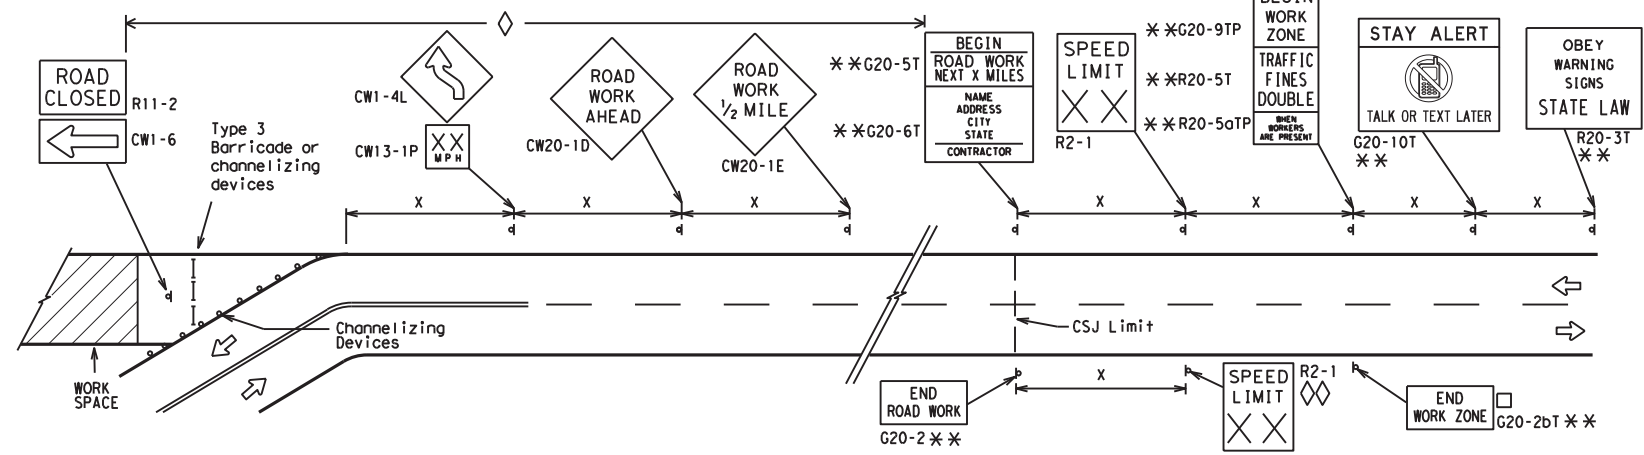 ROAD
CLOSED
R11-2
CW1-6
Type 3
Barricade or
channelizing
devices
CW1-4L
XX
MPH
CW13-1P
ROAD
WORK
AHEAD
CW20-1D
ROAD
WORK
1/2 MILE
CW20-1E
**G20-5T
**G20-6T
BEGIN
ROAD WORK
NEXT X MILES
NAME
ADDRESS
CITY
STATE
CONTRACTOR
SPEED
LIMIT
XX
R2-1
**G20-9TP
**R20-5T
**R20-5aTP
BEGIN
WORK
ZONE
TRAFFIC
FINES
DOUBLE
WHEN
WORKERS
ARE PRESENT
STAY ALERT
TALK OR TEXT LATER
G20-10T
**
OBEY
WARNING
SIGNS
STATE LAW
R20-3T
**
X
X
X
X
X
X
X
Channelizing
Devices
WORK
SPACE
CSJ Limit
X
END
ROAD WORK
G20-2**
SPEED
LIMIT
XX
R2-1
END
WORK ZONE
G20-2bT **